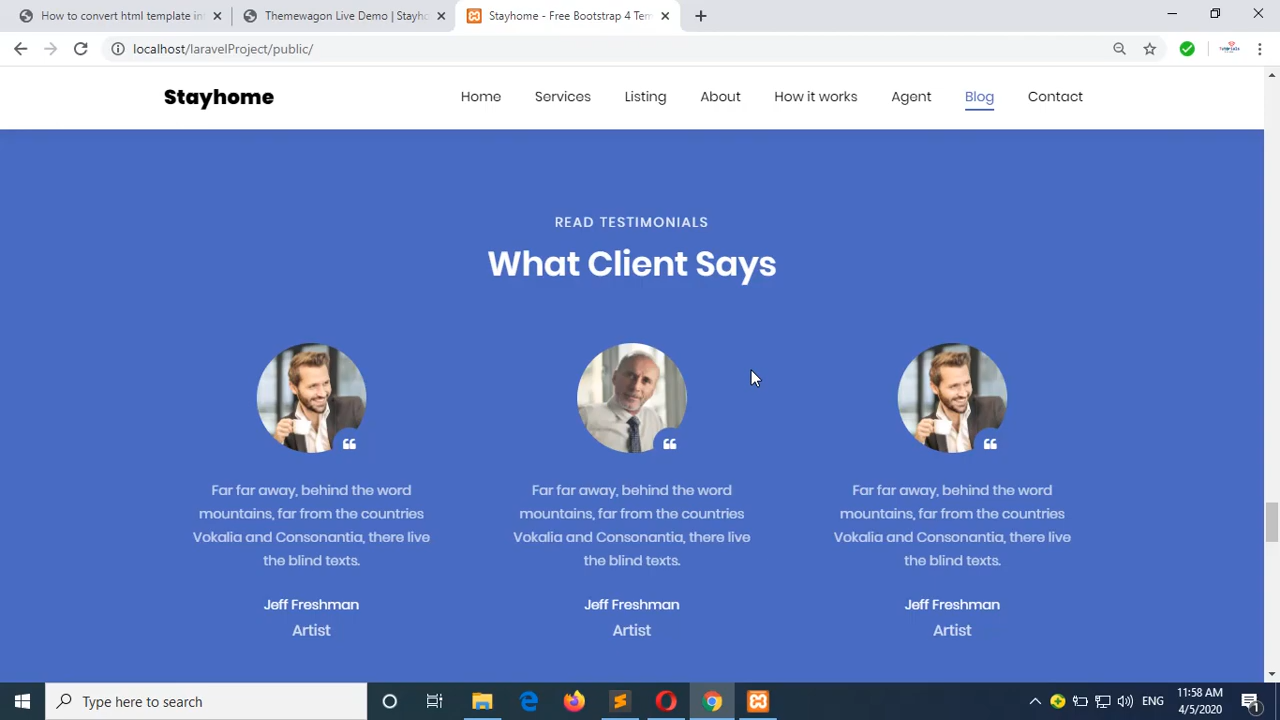 How to convert html template in
Themewagon Live Demo | Stayho
Stayhome - Free Bootstrap 4 Tem
localhost/laravelProject/public/
Stayhome
Home
Services
Listing
About
How it works
Agent
Blog
Contact
READ TESTIMONIALS
What Client Says
Far far away, behind the word
mountains, far from the countries
Vokalia and Consonantia, there live
the blind texts.
Jeff Freshman
Artist
Far far away, behind the word
mountains, far from the countries
Vokalia and Consonantia, there live
the blind texts.
Jeff Freshman
Artist
Far far away, behind the word
mountains, far from the countries
Vokalia and Consonantia, there live
the blind texts.
Jeff Freshman
Artist
Type here to search
ENG
11:58 AM
4/5/2020
1